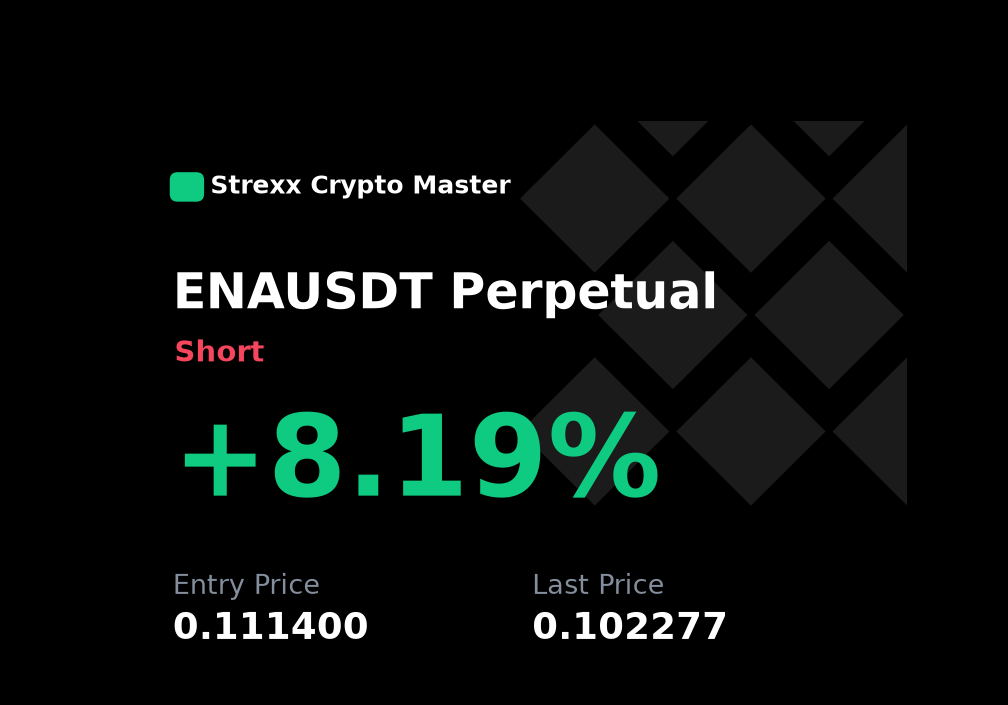 Strexx Crypto Master
ENAUSDT Perpetual
Short
+8.19%
Entry Price Last Price
0.111400 0.102277